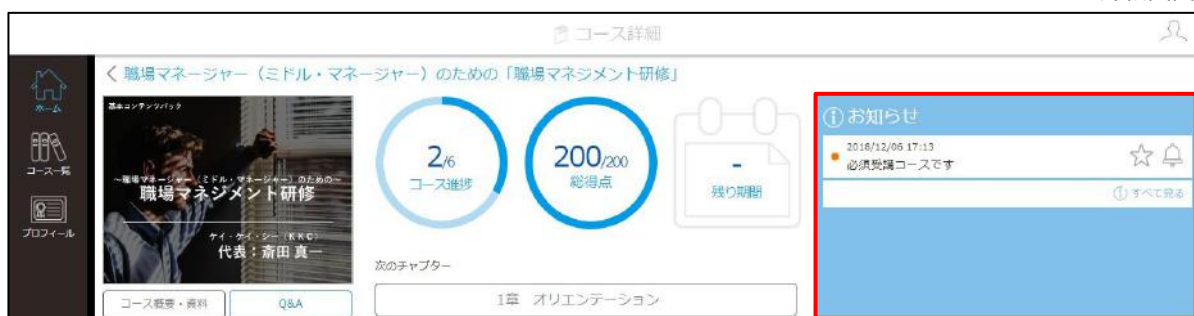 コース詳細
ホーム
コース一覧
プロフィール
職場マネージャー（ミドル・マネージャー）のための「職場マネジメント研修」
基本コンテンツパック
～職場マネージャー（ミドル・マネージャー）のための～
職場マネジメント研修
ケイ・ケイ・シー（KKC）
代表：斎田 真一
コース概要・資料
Q&A
2/6
コース進捗
200/200
総得点
-
残り期間
次のチャプター
1章 オリエンテーション
お知らせ
2018/12/06 17:13
必須受講コースです
すべて見る